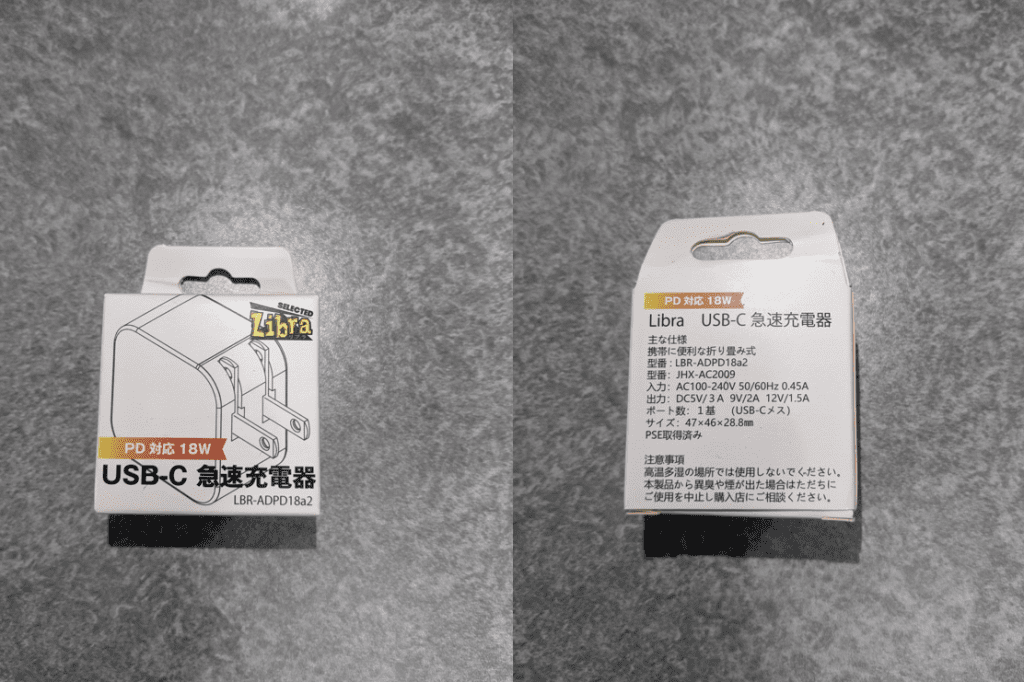 SELECTED
Libra
PD 対応 18W
USB-C 急速充電器
LBR-ADPD18a2
PD 対応 18W
Libra USB-C 急速充電器
主な仕様
携帯に便利な折り畳み式
型番：LBR-ADPD18a2
型番：JHX-AC2009
入力：AC100-240V 50/60Hz 0.45A
出力：DC5V/３A 9V/2A 12V/1.5A
ポート数：１基 （USB-Cメス）
サイズ：47×46×28.8㎜
PSE取得済み
注意事項
高温多湿の場所では使用しないでください。
本製品から異臭や煙が出た場合はただちに
ご使用を中止し購入店にご相談ください。